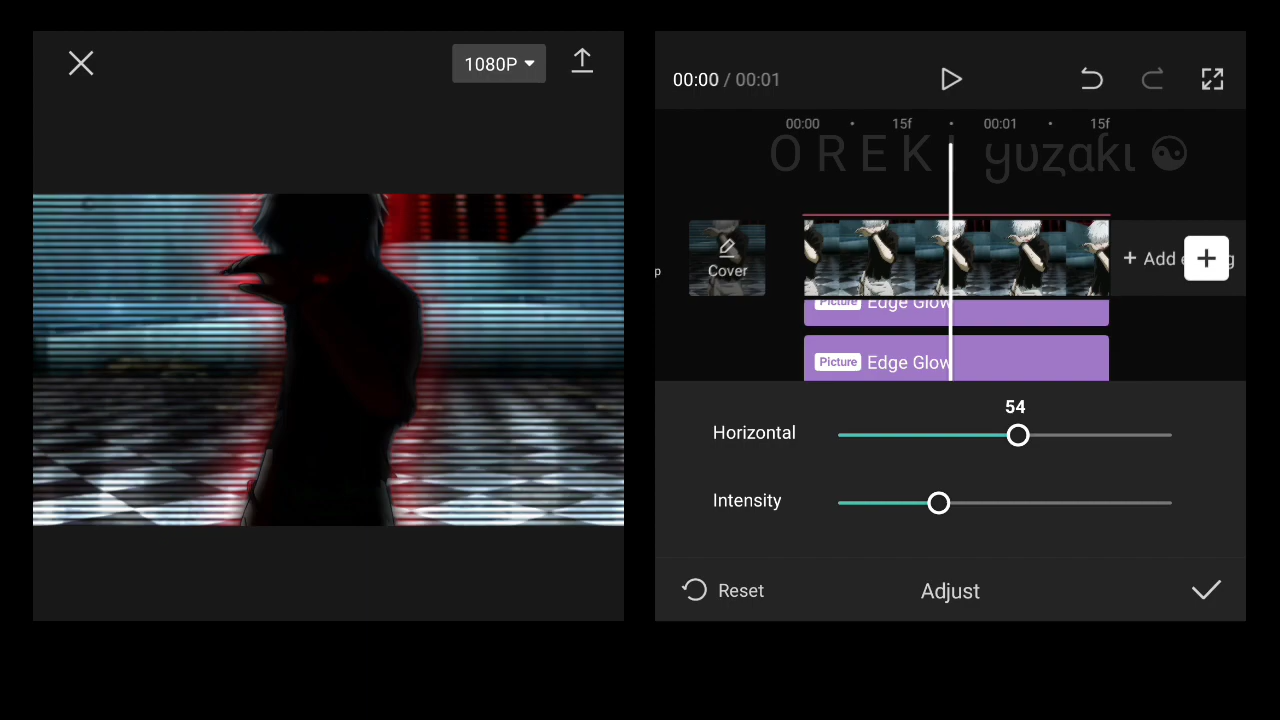 1080P
00:00 / 00:01
00:00 • 15f • 00:01 • 15f
O R E K I yυzakι ☯
p
Cover
+ Add
g
Picture Edge Glow
Picture Edge Glow
54
Horizontal
Intensity
Reset
Adjust